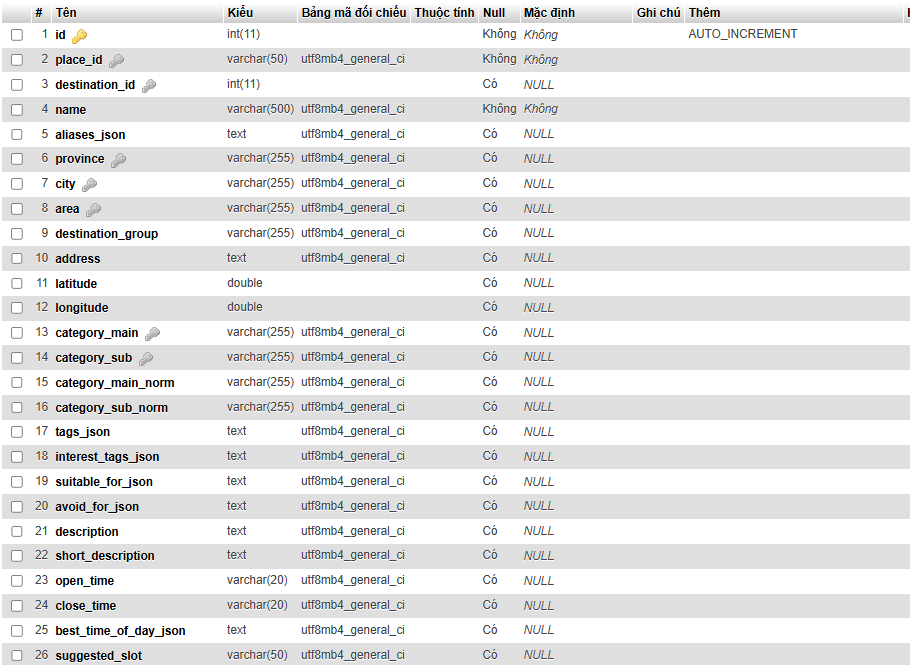 # Tên Kiểu Bảng mã đối chiếu Thuộc tính Null Mặc định Ghi chú Thêm
1 id int(11) Không Không AUTO_INCREMENT
2 place_id varchar(50) utf8mb4_general_ci Không Không
3 destination_id int(11) Có NULL
4 name varchar(500) utf8mb4_general_ci Không Không
5 aliases_json text utf8mb4_general_ci Có NULL
6 province varchar(255) utf8mb4_general_ci Có NULL
7 city varchar(255) utf8mb4_general_ci Có NULL
8 area varchar(255) utf8mb4_general_ci Có NULL
9 destination_group varchar(255) utf8mb4_general_ci Có NULL
10 address text utf8mb4_general_ci Có NULL
11 latitude double Có NULL
12 longitude double Có NULL
13 category_main varchar(255) utf8mb4_general_ci Có NULL
14 category_sub varchar(255) utf8mb4_general_ci Có NULL
15 category_main_norm varchar(255) utf8mb4_general_ci Có NULL
16 category_sub_norm varchar(255) utf8mb4_general_ci Có NULL
17 tags_json text utf8mb4_general_ci Có NULL
18 interest_tags_json text utf8mb4_general_ci Có NULL
19 suitable_for_json text utf8mb4_general_ci Có NULL
20 avoid_for_json text utf8mb4_general_ci Có NULL
21 description text utf8mb4_general_ci Có NULL
22 short_description text utf8mb4_general_ci Có NULL
23 open_time varchar(20) utf8mb4_general_ci Có NULL
24 close_time varchar(20) utf8mb4_general_ci Có NULL
25 best_time_of_day_json text utf8mb4_general_ci Có NULL
26 suggested_slot varchar(50) utf8mb4_general_ci Có NULL